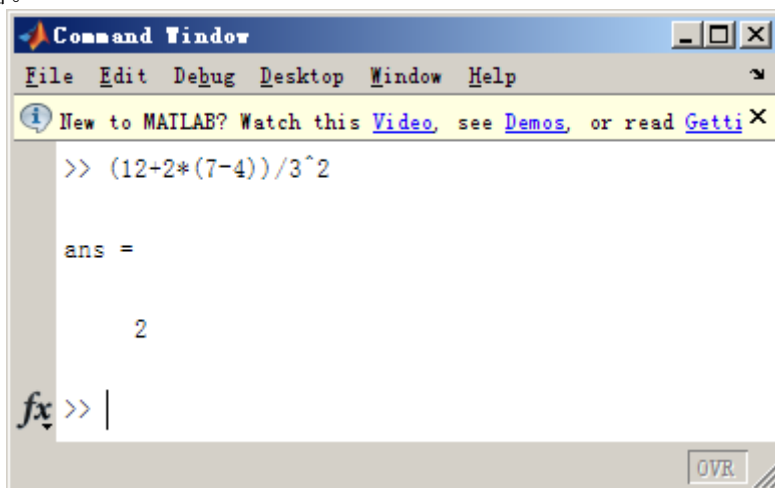 Command Window
File Edit Debug Desktop Window Help
New to MATLAB? Watch this Video, see Demos, or read Getti
>> (12+2*(7-4))/3^2
ans =
2
fx >>
OVR